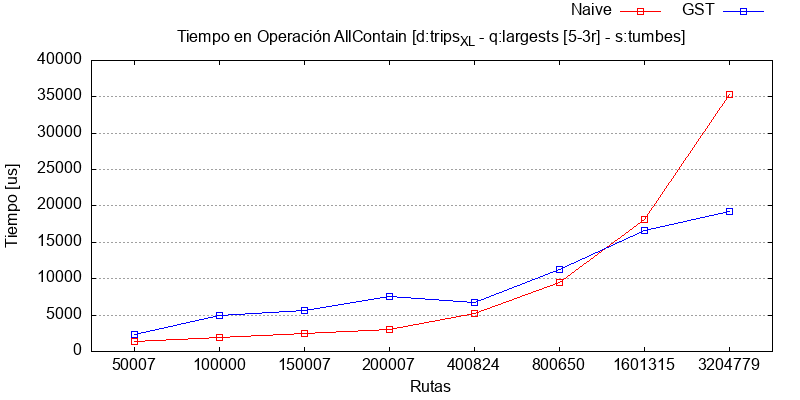 Naive GST
Tiempo en Operación AllContain [d:tripsXL - q:largests [5-3r] - s:tumbes]
40000
35000
30000
25000
20000
15000
10000
5000
0
Tiempo [us]
50007 100000 150007 200007 400824 800650 1601315 3204779
Rutas